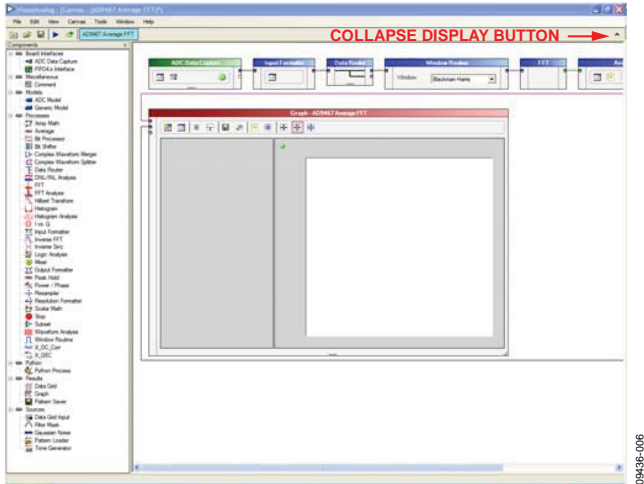 VisualAnalog - [Canvas - [AD9467 Average FFT]*]
File Edit View Canvas Tools Window Help
AD9467 Average FFT
COLLAPSE DISPLAY BUTTON
Components
Board Interfaces
ADC Data Capture
FIFO4.x Interface
Miscellaneous
Comment
Models
ADC Model
Generic Model
Processes
Array Math
Average
Bit Processor
Bit Shifter
Complex Waveform Merger
Complex Waveform Splitter
Data Router
DNL/INL Analysis
FFT
FFT Analysis
Hilbert Transform
Histogram
Histogram Analysis
I vs. Q
Input Formatter
Inverse FFT
Inverse Sinc
Logic Analysis
Mixer
Output Formatter
Peak Hold
Power / Phase
Resampler
Resolution Formatter
Scalar Math
Stop
Subset
Waveform Analysis
Window Routine
X_DC_Corr
X_QEC
Python
Python Process
Results
Data Grid
Graph
Pattern Saver
Sources
Data Grid Input
Filter Mask
Gaussian Noise
Pattern Loader
Tone Generator
ADC Data Capture
Input Formatter
Data Router
Window Routine
FFT
Window:
Blackman Harris
Graph - AD9467 Average FFT
09436-006